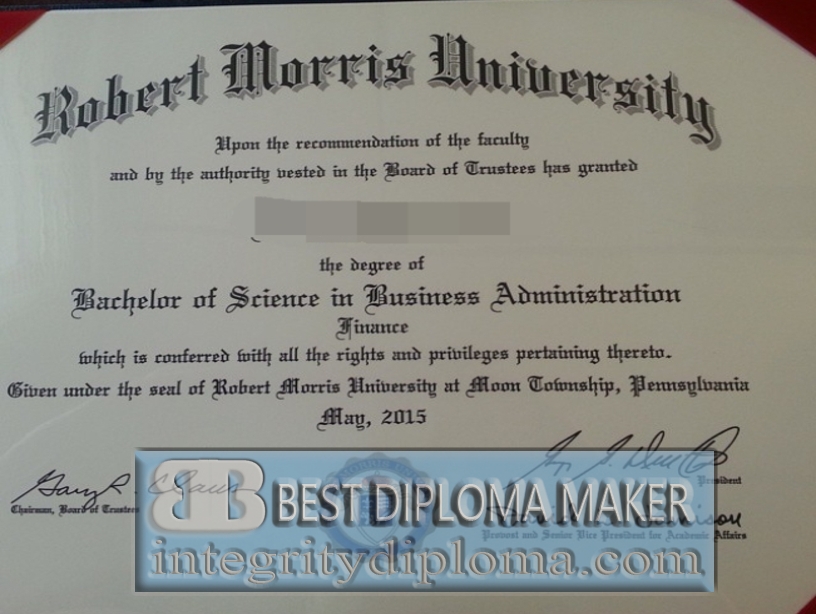 Robert Morris University
Upon the recommendation of the faculty
and by the authority vested in the Board of Trustees has granted
the degree of
Bachelor of Science in Business Administration
Finance
which is conferred with all the rights and privileges pertaining thereto.
Given under the seal of Robert Morris University at Moon Township, Pennsylvania
May, 2015
President
Chairman, Board of Trustees
BB BEST DIPLOMA MAKER
Provost and Senior Vice President for Academic Affairs
integritydiploma.com